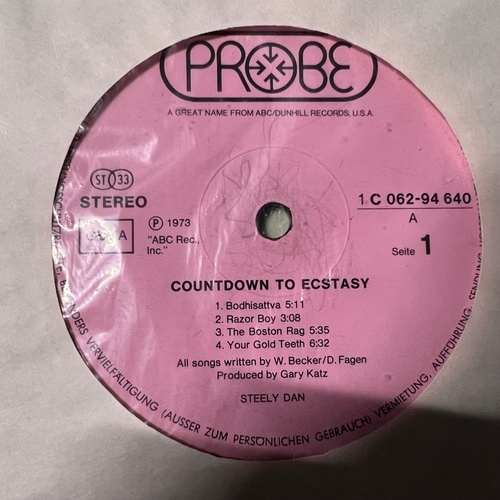 PROBE
A GREAT NAME FROM ABC/DUNHILL RECORDS, U.S.A.
ST 33
STEREO
1 C 062-94 640
A
Seite 1
Ⓟ 1973
"ABC Rec.,
Inc."
COUNTDOWN TO ECSTASY
1. Bodhisattva 5:11
2. Razor Boy 3:08
3. The Boston Rag 5:35
4. Your Gold Teeth 6:32
All songs written by W. Becker/D. Fagen
Produced by Gary Katz
STEELY DAN
VERVIELFÄLTIGUNG (AUSSER ZUM PERSÖNLICHEN GEBRAUCH) VERMIETUNG, AUFFÜHRUNG, SENDUNG